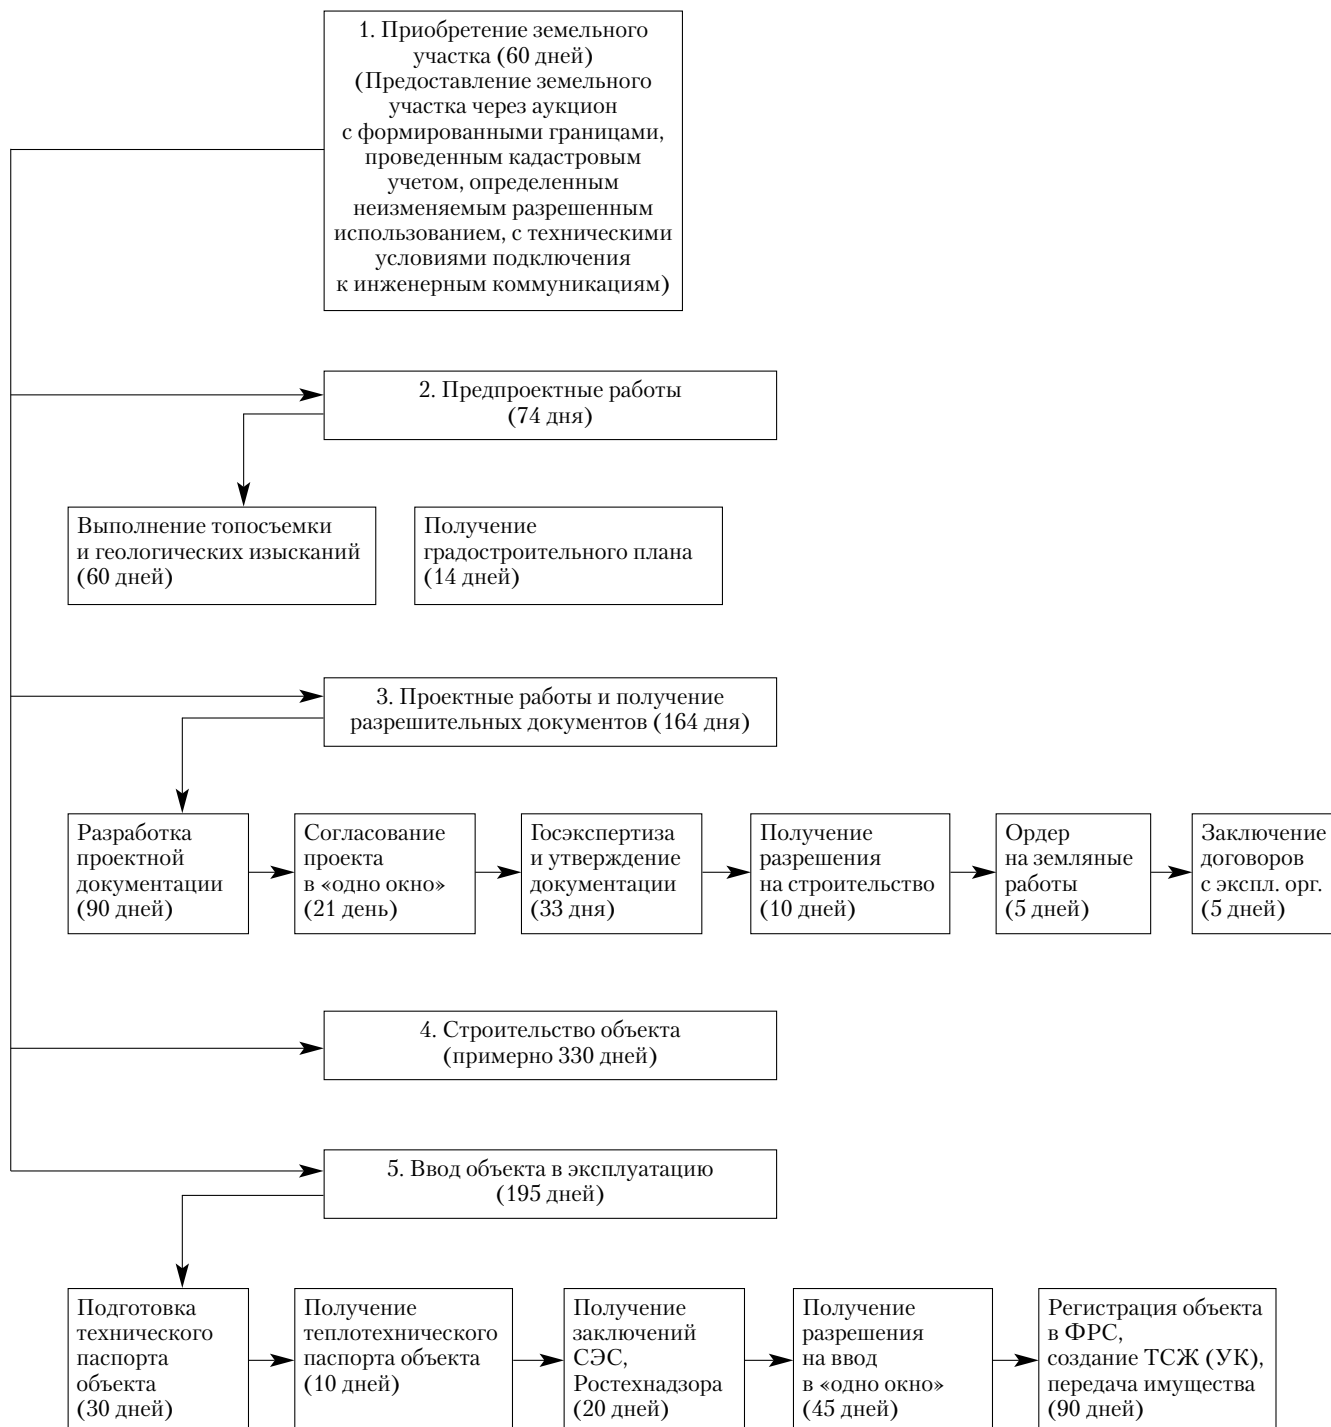 1. Приобретение земельного
участка (60 дней)
(Предоставление земельного
участка через аукцион
с формированными границами,
проведенным кадастровым
учетом, определенным
неизменяемым разрешенным
использованием, с техническими
условиями подключения
к инженерным коммуникациям)
2. Предпроектные работы
(74 дня)
Выполнение топосъемки
и геологических изысканий
(60 дней)
Получение
градостроительного плана
(14 дней)
3. Проектные работы и получение
разрешительных документов (164 дня)
Разработка
проектной
документации
(90 дней)
Согласование
проекта
в «одно окно»
(21 день)
Госэкспертиза
и утверждение
документации
(33 дня)
Получение
разрешения
на строительство
(10 дней)
Ордер
на земляные
работы
(5 дней)
Заключение
договоров
с экспл. орг.
(5 дней)
4. Строительство объекта
(примерно 330 дней)
5. Ввод объекта в эксплуатацию
(195 дней)
Подготовка
технического
паспорта
объекта
(30 дней)
Получение
теплотехнического
паспорта объекта
(10 дней)
Получение
заключений
СЭС,
Ростехнадзора
(20 дней)
Получение
разрешения
на ввод
в «одно окно»
(45 дней)
Регистрация объекта
в ФРС,
создание ТСЖ (УК),
передача имущества
(90 дней)